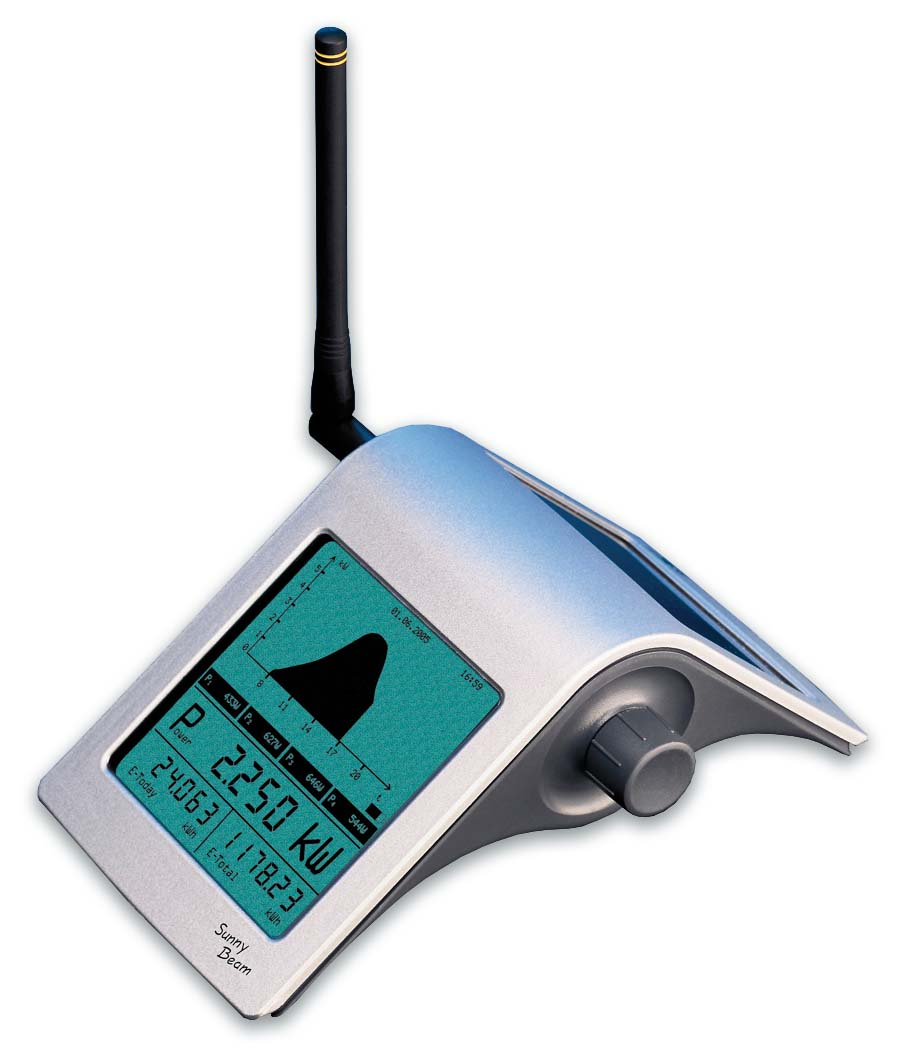 kW
5
4
3
2
1
0
01.06.2005
16:59
8 11 14 17 20 t
P1 433W P2 627W P3 646W P4 544W
Power 2.250 kW
E-Today E-Total
24.063 kWh 1178.23 kWh
Sunny
Beam